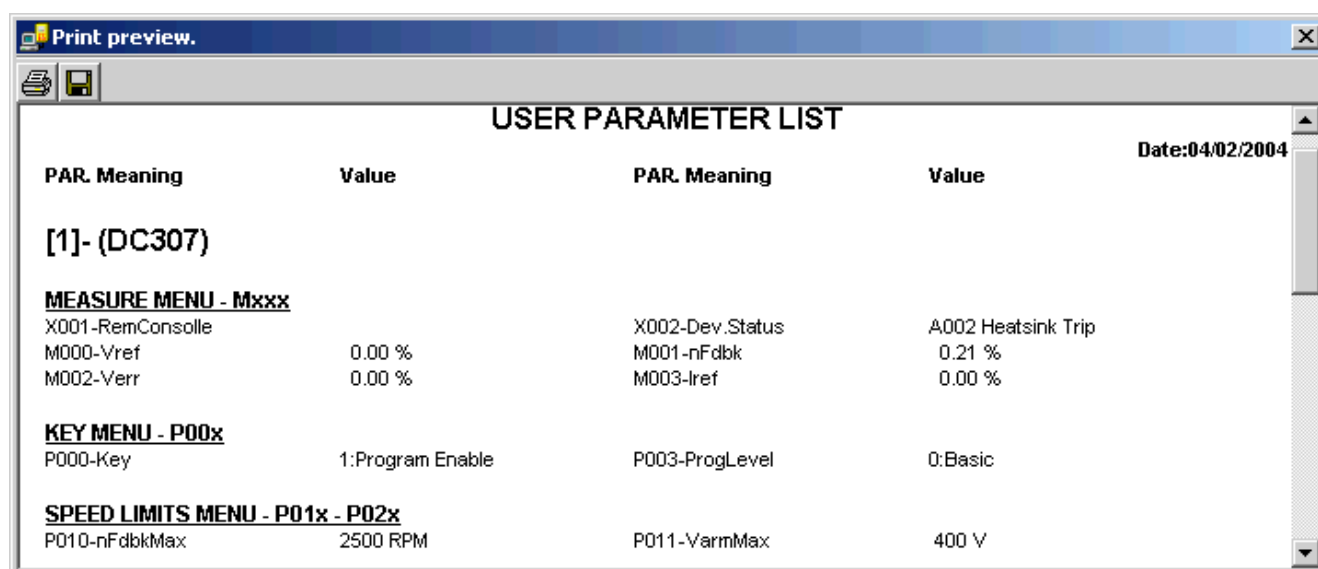 Print preview.
USER PARAMETER LIST
Date:04/02/2004
PAR. Meaning Value PAR. Meaning Value
[1]- (DC307)
MEASURE MENU - Mxxx
X001-RemConsolle X002-Dev.Status A002 Heatsink Trip
M000-Vref 0.00 % M001-nFdbk 0.21 %
M002-Verr 0.00 % M003-Iref 0.00 %
KEY MENU - P00x
P000-Key 1:Program Enable P003-ProgLevel 0:Basic
SPEED LIMITS MENU - P01x - P02x
P010-nFdbkMax 2500 RPM P011-VarmMax 400 V